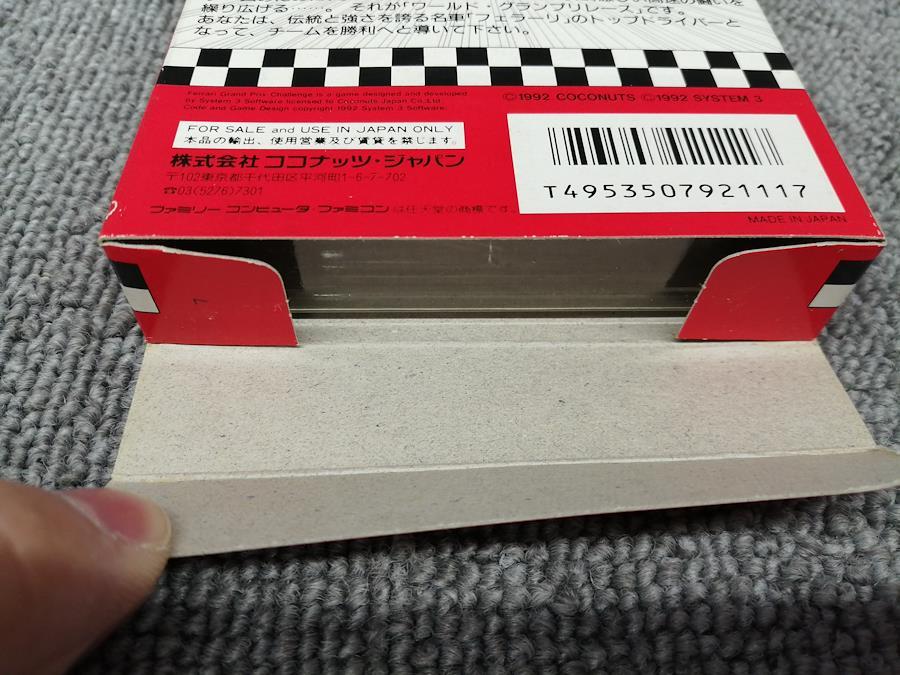 繰り広げる……。それが「ワールド・グランプリレース」です。
あなたは、伝統と強さを誇る名車「フェラーリ」のトップドライバーと
なって、チームを勝利へと導いて下さい。
Ferrari Grand Prix Challenge is a game designed and developed
by System 3 Software licensed to Coconuts Japan Co.,Ltd.
Code and Game Design copyright 1992 System 3 Software.
©1992 COCONUTS ©1992 SYSTEM 3
FOR SALE and USE IN JAPAN ONLY
本品の輸出、使用営業及び賃貸を禁じます。
株式会社 ココナッツ・ジャパン
〒102東京都千代田区平河町1-6-7-702
☎03(5276)7301
ファミリーコンピュータ・ファミコンは任天堂の商標です。
T4953507921117
MADE IN JAPAN
7